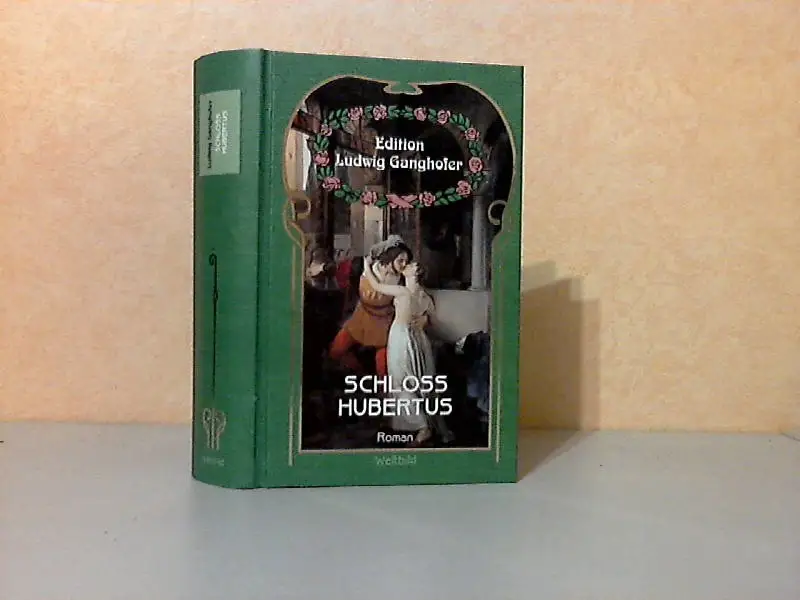 Ludwig Ganghofer
SCHLOSS
HUBERTUS
Edition
Ludwig Ganghofer
SCHLOSS
HUBERTUS
Roman
Weltbild